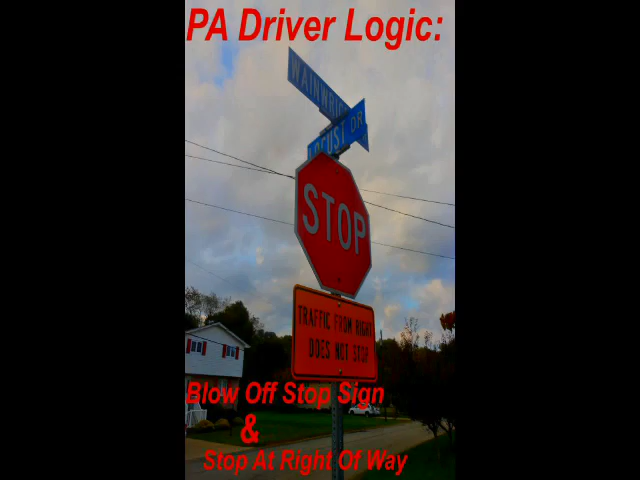 PA Driver Logic:
WAINWRIG
LOCUST DR
STOP
TRAFFIC FROM RIGHT
DOES NOT STOP
Blow Off Stop Sign
&
Stop At Right Of Way